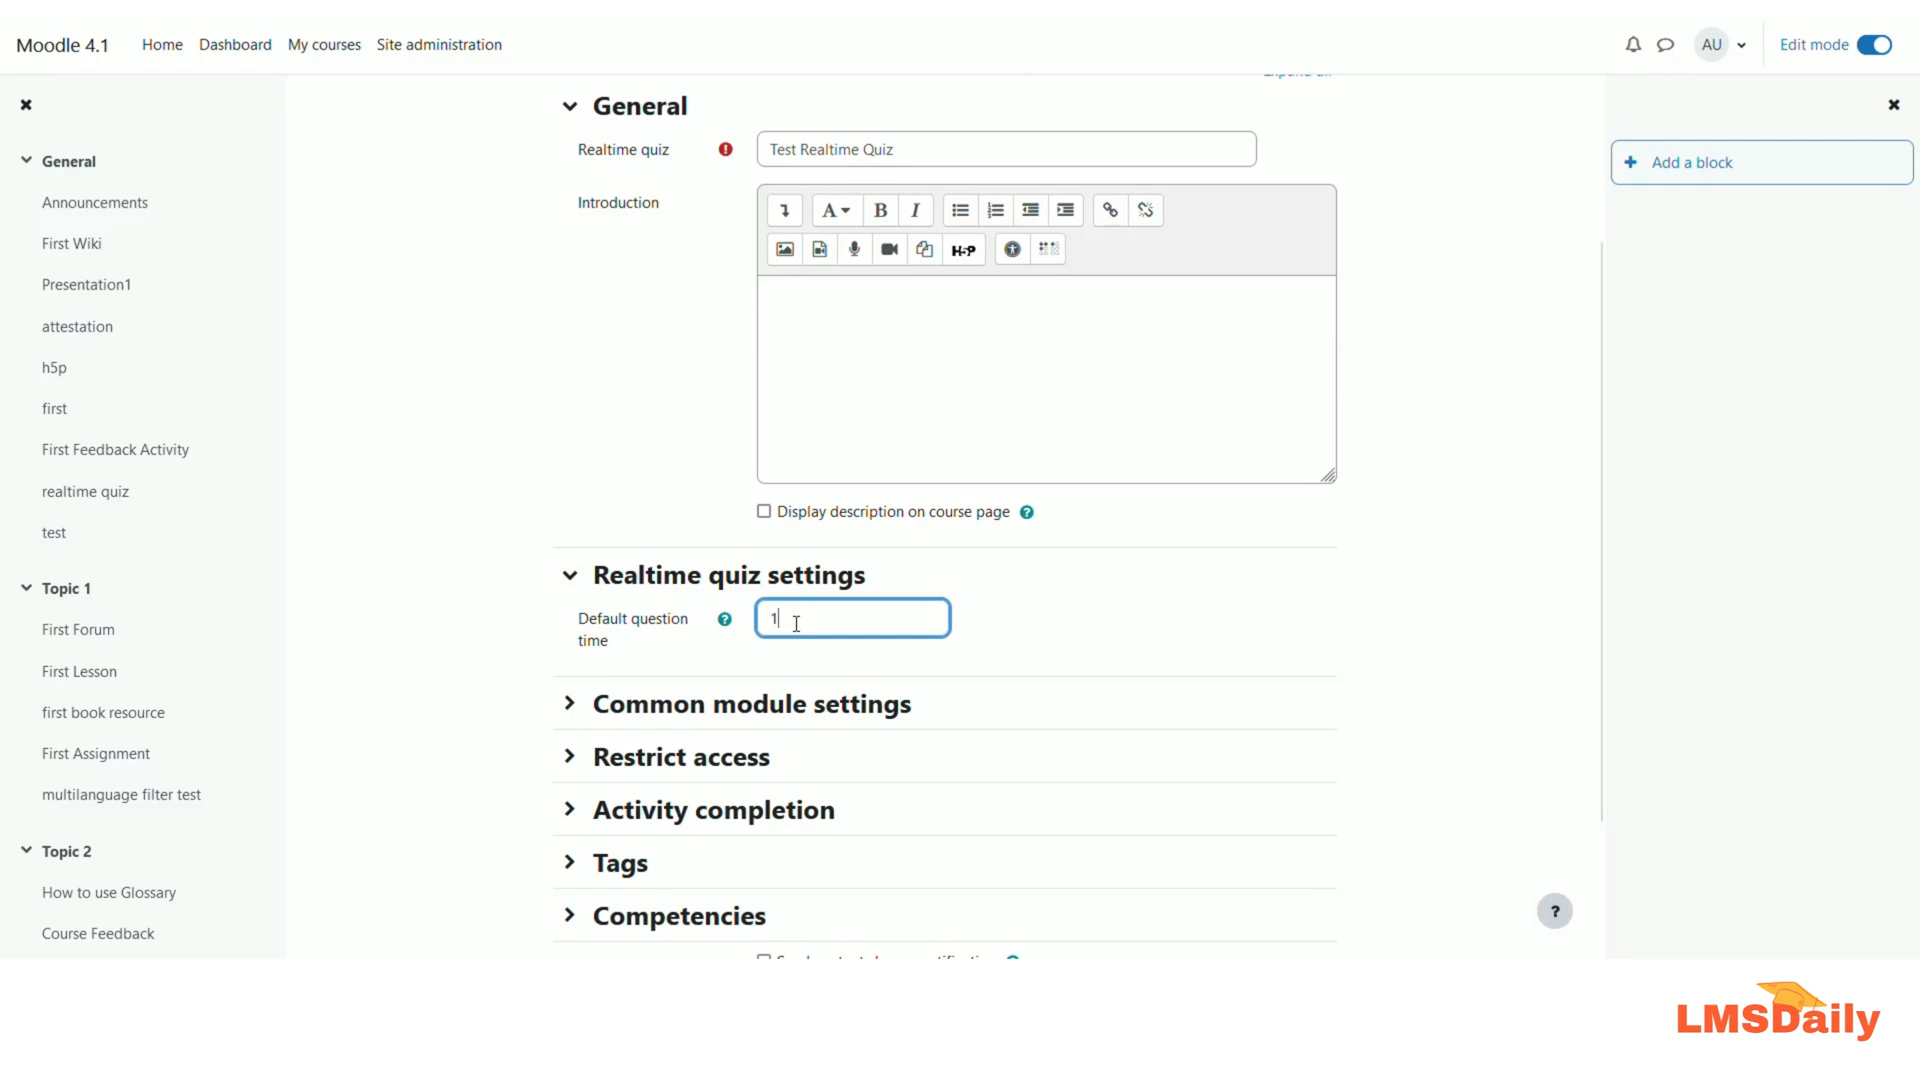 Moodle 4.1
Home
Dashboard
My courses
Site administration
AU
Edit mode
General
Announcements
First Wiki
Presentation1
attestation
h5p
first
First Feedback Activity
realtime quiz
test
Topic 1
First Forum
First Lesson
first book resource
First Assignment
multilanguage filter test
Topic 2
How to use Glossary
Course Feedback
General
Realtime quiz
Test Realtime Quiz
Introduction
A
B
I
H5P
Display description on course page
Realtime quiz settings
Default question
time
1
Common module settings
Restrict access
Activity completion
Tags
Competencies
Add a block
LMSDaily